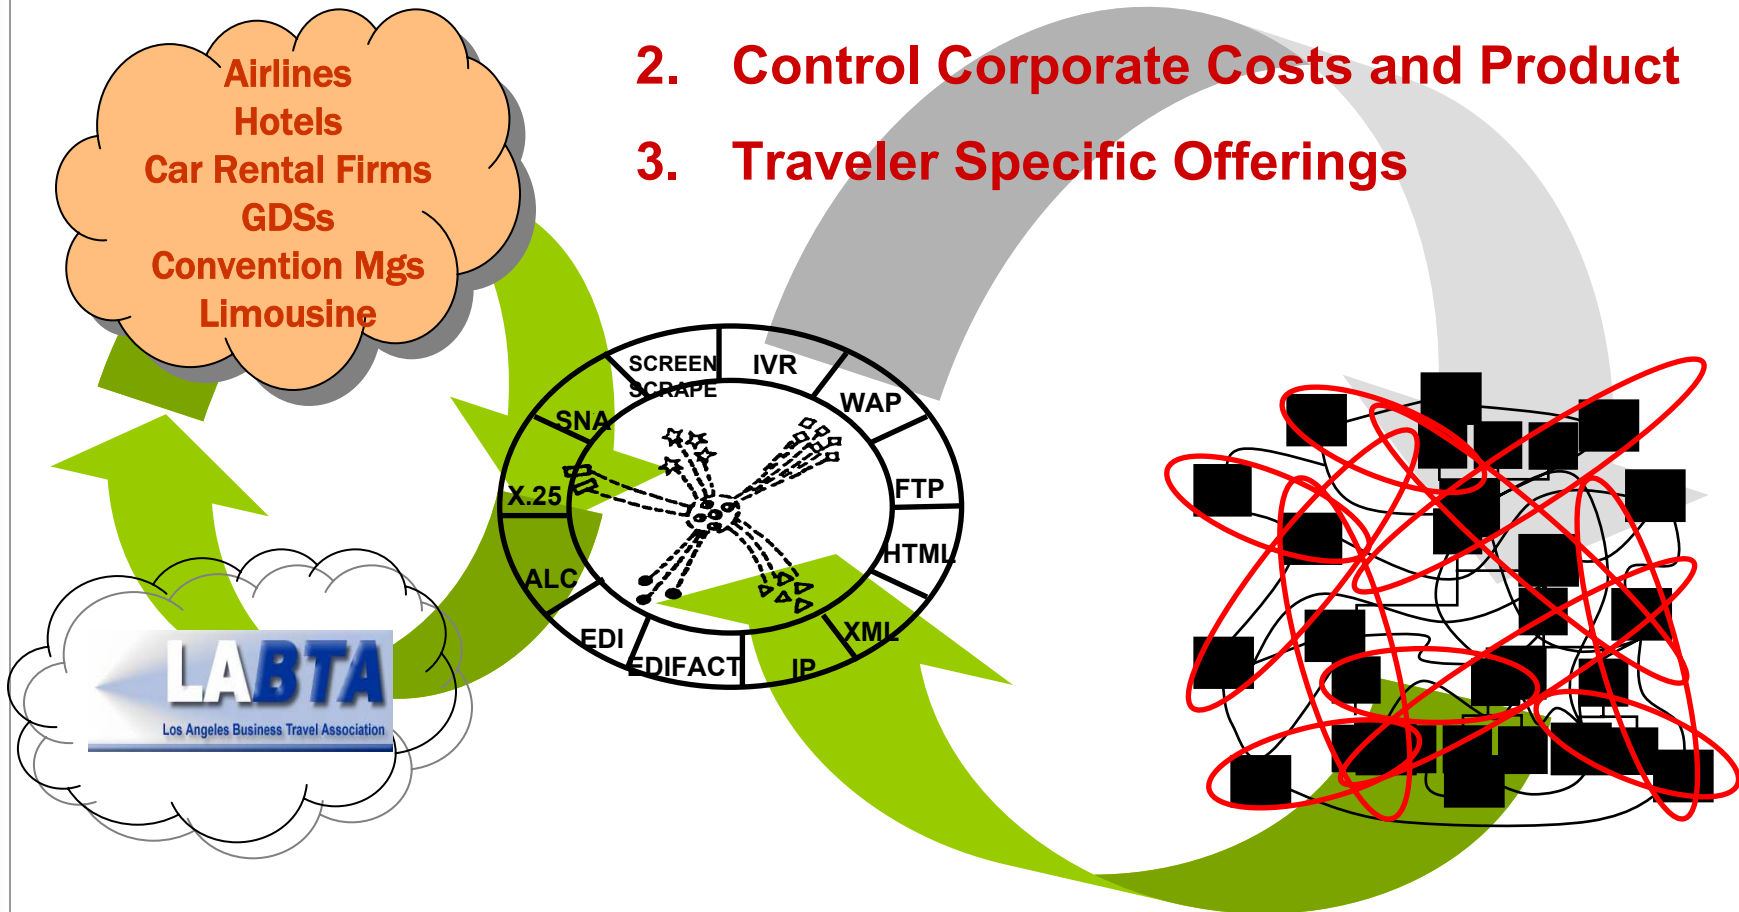 2. Control Corporate Costs and Product
3. Traveler Specific Offerings
Airlines
Hotels
Car Rental Firms
GDSs
Convention Mgs
Limousine
SCREEN
SCRAPE
IVR
WAP
FTP
HTML
XML
IP
EDIFACT
EDI
ALC
X.25
SNA
LABTA
Los Angeles Business Travel Association